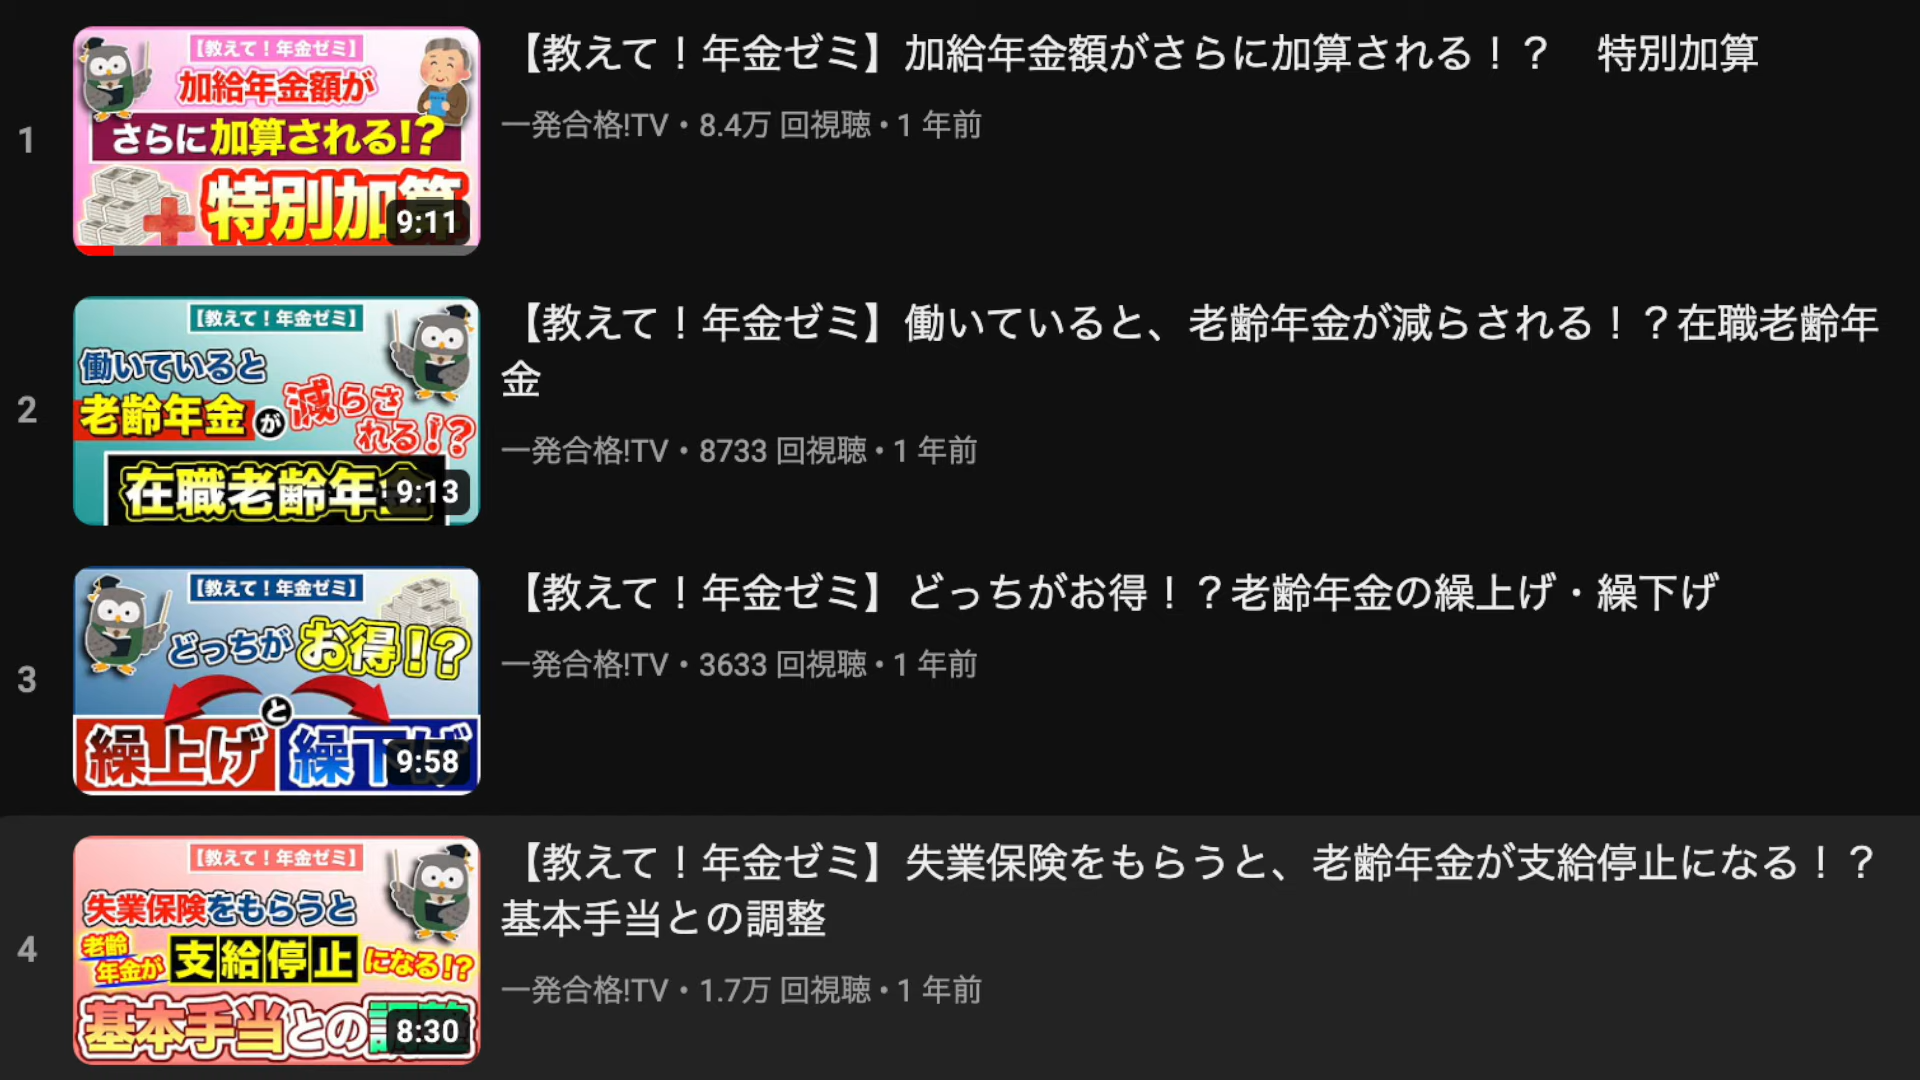 1
【教えて！年金ゼミ】
加給年金額が
さらに加算される!?
特別加算
9:11
【教えて！年金ゼミ】加給年金額がさらに加算される！？　特別加算
一発合格!TV・8.4万 回視聴・1 年前
2
【教えて！年金ゼミ】
働いていると
老齢年金が減らさ
れる!?
在職老齢年金
9:13
【教えて！年金ゼミ】働いていると、老齢年金が減らされる！？在職老齢年
金
一発合格!TV・8733 回視聴・1 年前
3
【教えて！年金ゼミ】
どっちがお得!?
と
繰上げ 繰下げ
9:58
【教えて！年金ゼミ】どっちがお得！？老齢年金の繰上げ・繰下げ
一発合格!TV・3633 回視聴・1 年前
4
【教えて！年金ゼミ】
失業保険をもらうと
老齢
年金が支給停止になる!?
基本手当との調整
8:30
【教えて！年金ゼミ】失業保険をもらうと、老齢年金が支給停止になる！？
基本手当との調整
一発合格!TV・1.7万 回視聴・1 年前